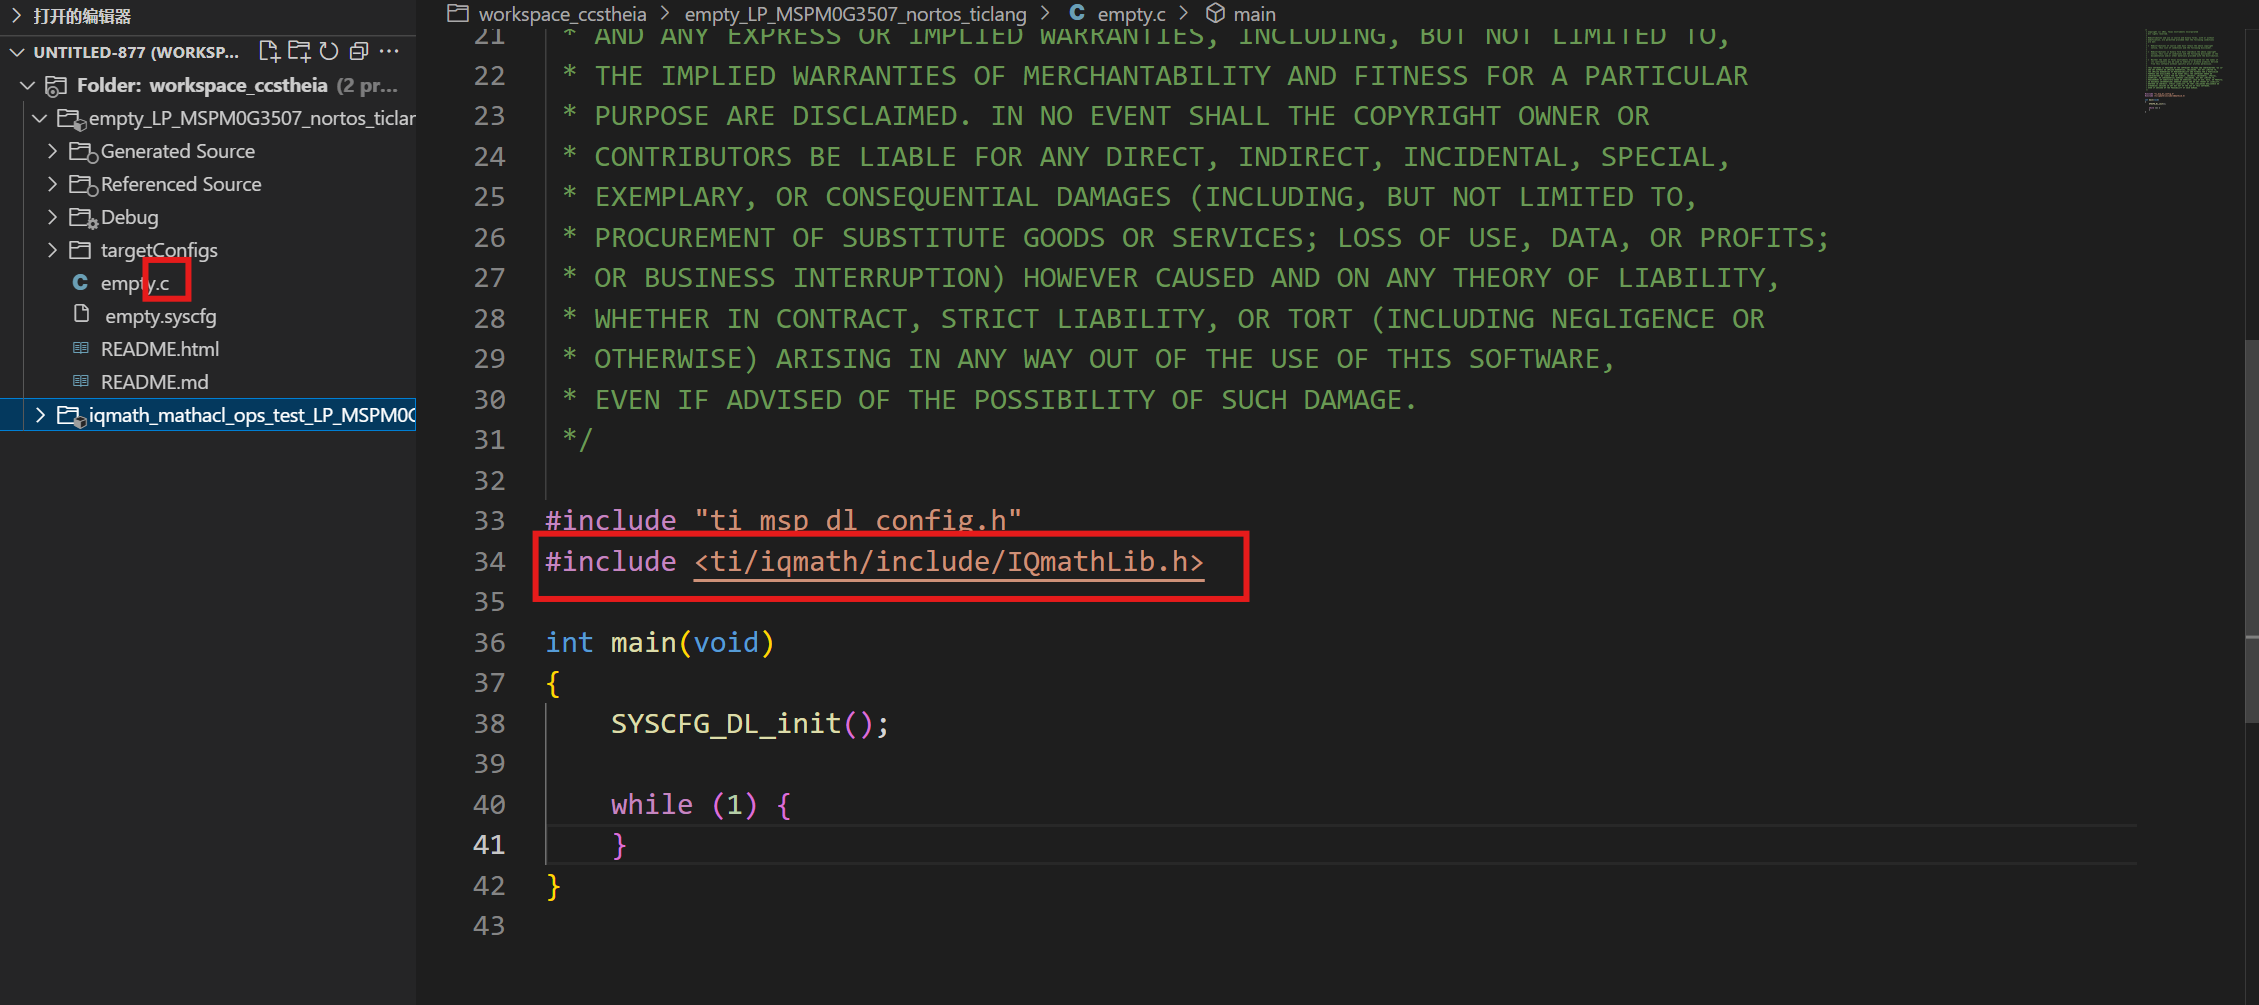 打开的编辑器
UNTITLED-877 (WORKSP...
Folder: workspace_ccstheia (2 pr...
empty_LP_MSPM0G3507_nortos_ticlar
Generated Source
Referenced Source
Debug
targetConfigs
C empty.c
empty.syscfg
README.html
README.md
iqmath_mathacl_ops_test_LP_MSPM0G
workspace_ccstheia > empty_LP_MSPM0G3507_nortos_ticlang > C empty.c > main
21 * AND ANY EXPRESS OR IMPLIED WARRANTIES, INCLUDING, BUT NOT LIMITED TO,
22 * THE IMPLIED WARRANTIES OF MERCHANTABILITY AND FITNESS FOR A PARTICULAR
23 * PURPOSE ARE DISCLAIMED. IN NO EVENT SHALL THE COPYRIGHT OWNER OR
24 * CONTRIBUTORS BE LIABLE FOR ANY DIRECT, INDIRECT, INCIDENTAL, SPECIAL,
25 * EXEMPLARY, OR CONSEQUENTIAL DAMAGES (INCLUDING, BUT NOT LIMITED TO,
26 * PROCUREMENT OF SUBSTITUTE GOODS OR SERVICES; LOSS OF USE, DATA, OR PROFITS;
27 * OR BUSINESS INTERRUPTION) HOWEVER CAUSED AND ON ANY THEORY OF LIABILITY,
28 * WHETHER IN CONTRACT, STRICT LIABILITY, OR TORT (INCLUDING NEGLIGENCE OR
29 * OTHERWISE) ARISING IN ANY WAY OUT OF THE USE OF THIS SOFTWARE,
30 * EVEN IF ADVISED OF THE POSSIBILITY OF SUCH DAMAGE.
31 */
32
33 #include "ti_msp_dl_config.h"
34 #include <ti/iqmath/include/IQmathLib.h>
35
36 int main(void)
37 {
38 SYSCFG_DL_init();
39
40 while (1) {
41 }
42 }
43